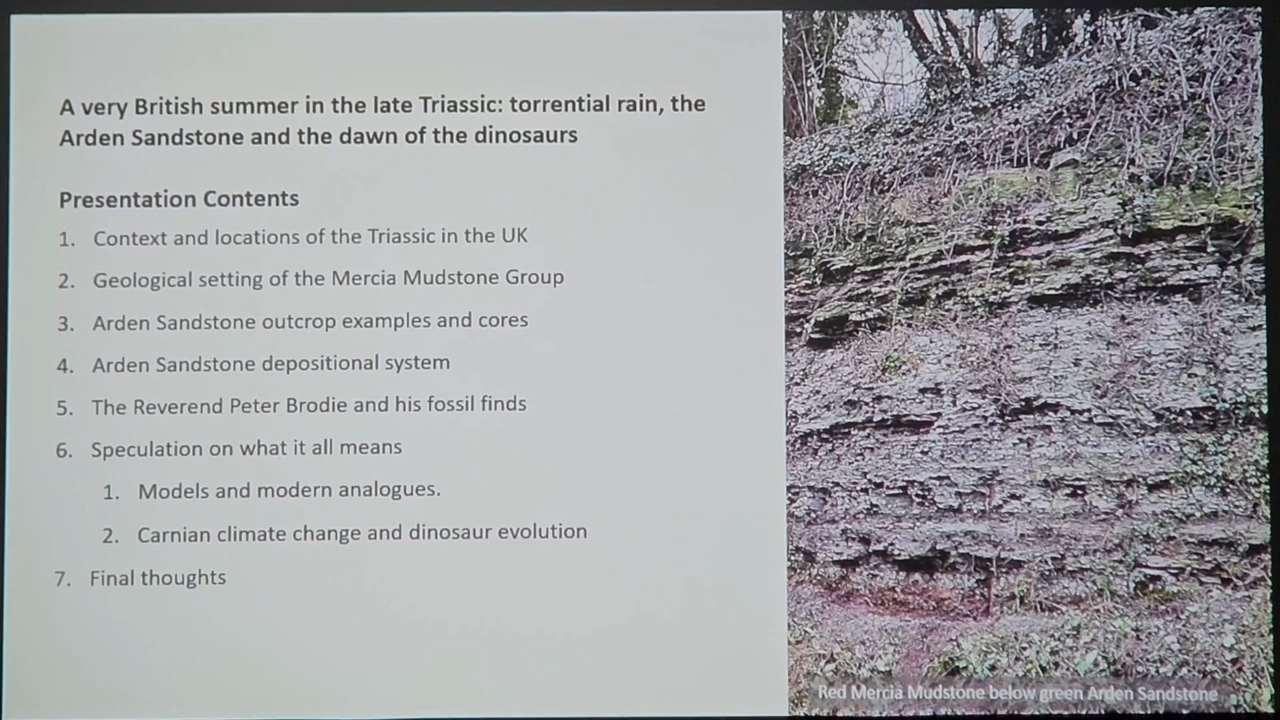 A very British summer in the late Triassic: torrential rain, the
Arden Sandstone and the dawn of the dinosaurs
Presentation Contents
1. Context and locations of the Triassic in the UK
2. Geological setting of the Mercia Mudstone Group
3. Arden Sandstone outcrop examples and cores
4. Arden Sandstone depositional system
5. The Reverend Peter Brodie and his fossil finds
6. Speculation on what it all means
1. Models and modern analogues.
2. Carnian climate change and dinosaur evolution
7. Final thoughts
Red Mercia Mudstone below green Arden Sandstone